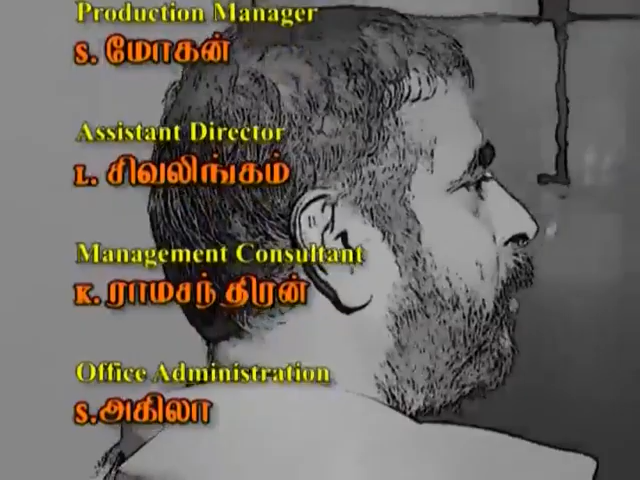 Production Manager
S. மோகன்
Assistant Director
L. சிவலிங்கம்
Management Consultant
K. ராமசந்திரன்
Office Administration
S.அகிலா